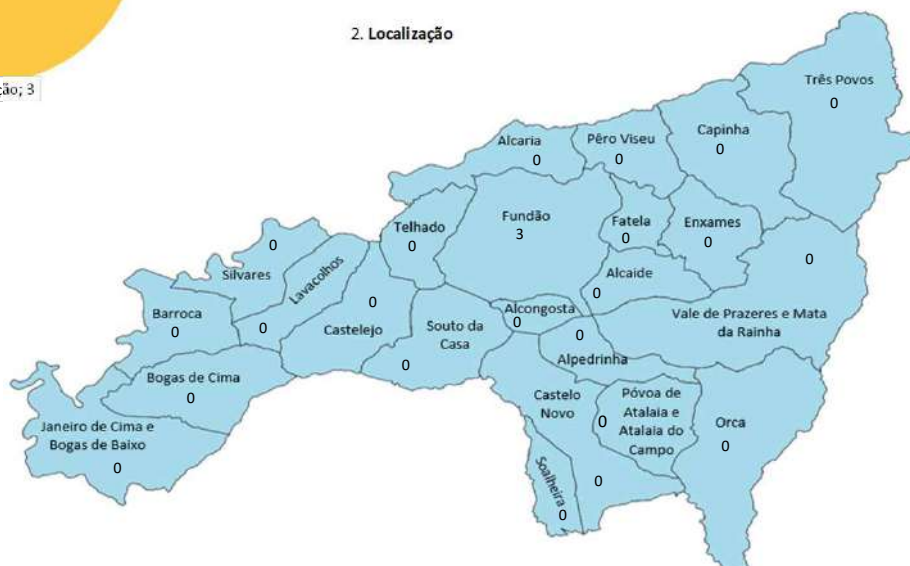 2. Localização
ção; 3
Três Povos
0
Capinha
0
Pêro Viseu
0
Alcaria
0
Fundão
3
Telhado
0
Fatela
0
Enxames
0
0
Silvares
Lavacolhos
0
Alcaide
0
0
Vale de Prazeres e Mata
da Rainha
Barroca
0
Castelejo
0
Souto da
Casa
0
Alcongosta
0
0
Alpedrinha
Bogas de Cima
0
Janeiro de Cima e
Bogas de Baixo
0
Castelo
Novo
0
Póvoa de
Atalaia e
Atalaia do
Campo
0
Orca
0
Soalheira
0